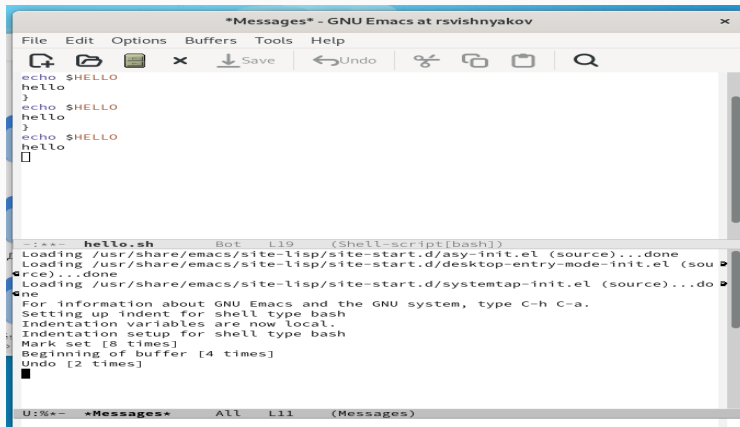 *Messages* - GNU Emacs at rsvishnyakov
File Edit Options Buffers Tools Help
Save Undo
echo $HELLO
hello
}
echo $HELLO
hello
}
echo $HELLO
hello
-:**- hello.sh Bot L19 (Shell-script[bash])
Loading /usr/share/emacs/site-lisp/site-start.d/asy-init.el (source)...done
Loading /usr/share/emacs/site-lisp/site-start.d/desktop-entry-mode-init.el (sou
rce)...done
Loading /usr/share/emacs/site-lisp/site-start.d/systemtap-init.el (source)...do
ne
For information about GNU Emacs and the GNU system, type C-h C-a.
Setting up indent for shell type bash
Indentation variables are now local.
Indentation setup for shell type bash
Mark set [8 times]
Beginning of buffer [4 times]
Undo [2 times]
U:%*- *Messages* All L11 (Messages)